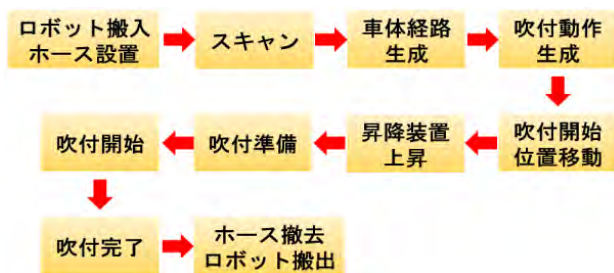 ロボット搬入
ホース設置
スキャン
車体経路
生成
吹付動作
生成
吹付開始
位置移動
昇降装置
上昇
吹付準備
吹付開始
吹付完了
ホース撤去
ロボット搬出